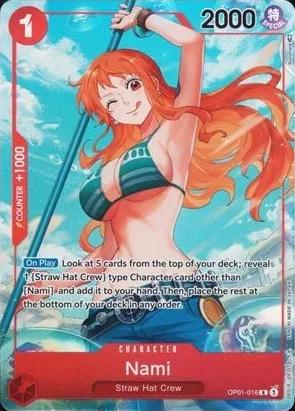 1
2000
特
SPECIAL
COUNTER +1000
On Play Look at 5 cards from the top of your deck; reveal
1 {Straw Hat Crew} type Character card other than
[Nami] and add it to your hand. Then, place the rest
at the bottom of your deck in any order.
CHARACTER
Nami
Straw Hat Crew
OP01-016 R 1